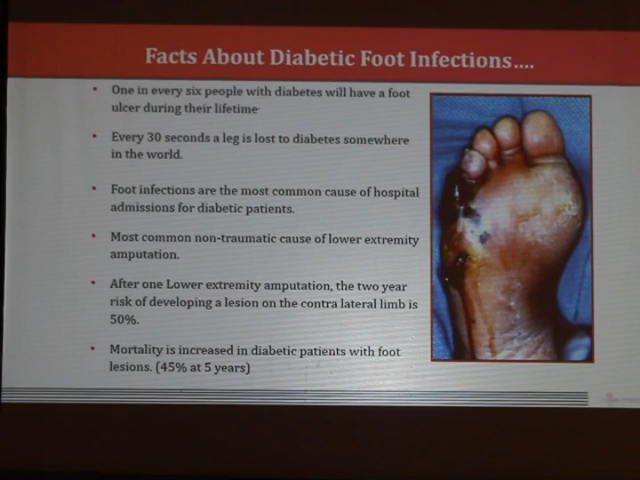 Facts About Diabetic Foot Infections....
• One in every six people with diabetes will have a foot
ulcer during their lifetime
• Every 30 seconds a leg is lost to diabetes somewhere
in the world.
• Foot infections are the most common cause of hospital
admissions for diabetic patients.
• Most common non-traumatic cause of lower extremity
amputation.
• After one Lower extremity amputation, the two year
risk of developing a lesion on the contra lateral limb is
50%.
• Mortality is increased in diabetic patients with foot
lesions. (45% at 5 years)